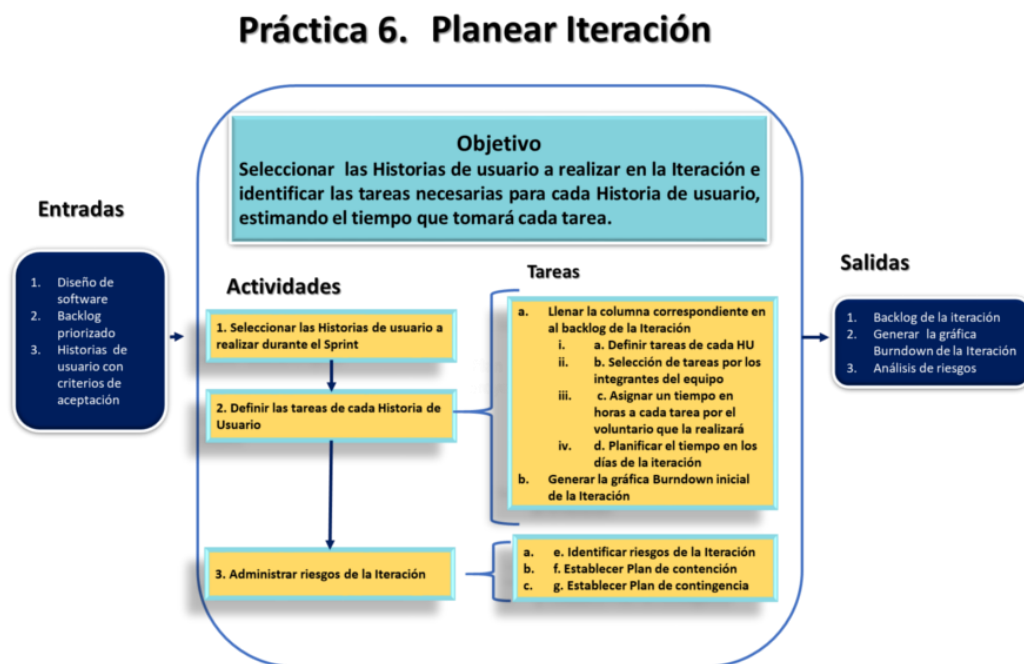 Práctica 6. Planear Iteración
Objetivo
Seleccionar las Historias de usuario a realizar en la Iteración e
identificar las tareas necesarias para cada Historia de usuario,
estimando el tiempo que tomará cada tarea.
Entradas
1. Diseño de
software
2. Backlog
priorizado
3. Historias de
usuario con
criterios de
aceptación
Actividades
1. Seleccionar las Historias de usuario a
realizar durante el Sprint
2. Definir las tareas de cada Historia de
Usuario
3. Administrar riesgos de la Iteración
Tareas
a. Llenar la columna correspondiente en
al backlog de la Iteración
i. a. Definir tareas de cada HU
ii. b. Selección de tareas por los
integrantes del equipo
iii. c. Asignar un tiempo en
horas a cada tarea por el
voluntario que la realizará
iv. d. Planificar el tiempo en los
días de la iteración
b. Generar la gráfica Burndown inicial
de la Iteración
a. e. Identificar riesgos de la Iteración
b. f. Establecer Plan de contención
c. g. Establecer Plan de contingencia
Salidas
1. Backlog de la iteración
2. Generar la gráfica
Burndown de la Iteración
3. Análisis de riesgos